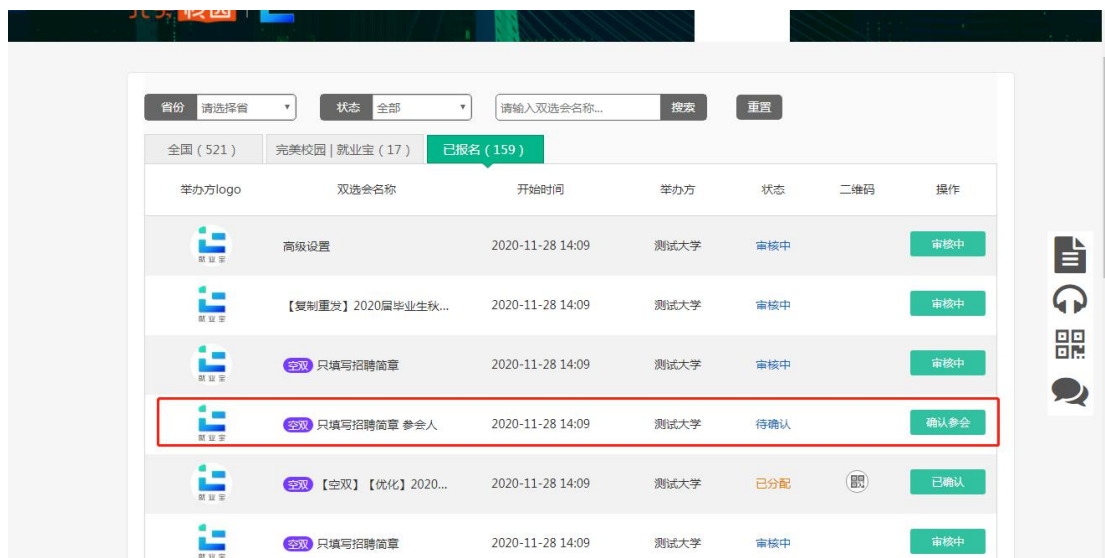 校园
省份 请选择省 状态 全部 请输入双选会名称... 搜索 重置
全国 ( 521 ) 完美校园 | 就业宝 ( 17 ) 已报名 ( 159 )
举办方logo 双选会名称 开始时间 举办方 状态 二维码 操作
就业宝 高级设置 2020-11-28 14:09 测试大学 审核中 审核中
就业宝 【复制重发】2020届毕业生秋... 2020-11-28 14:09 测试大学 审核中 审核中
就业宝 空双 只填写招聘简章 2020-11-28 14:09 测试大学 审核中 审核中
就业宝 空双 只填写招聘简章 参会人 2020-11-28 14:09 测试大学 待确认 确认参会
就业宝 空双 【空双】【优化】2020... 2020-11-28 14:09 测试大学 已分配 已确认
空双 只填写招聘简章 2020-11-28 14:09 测试大学 审核中 审核中